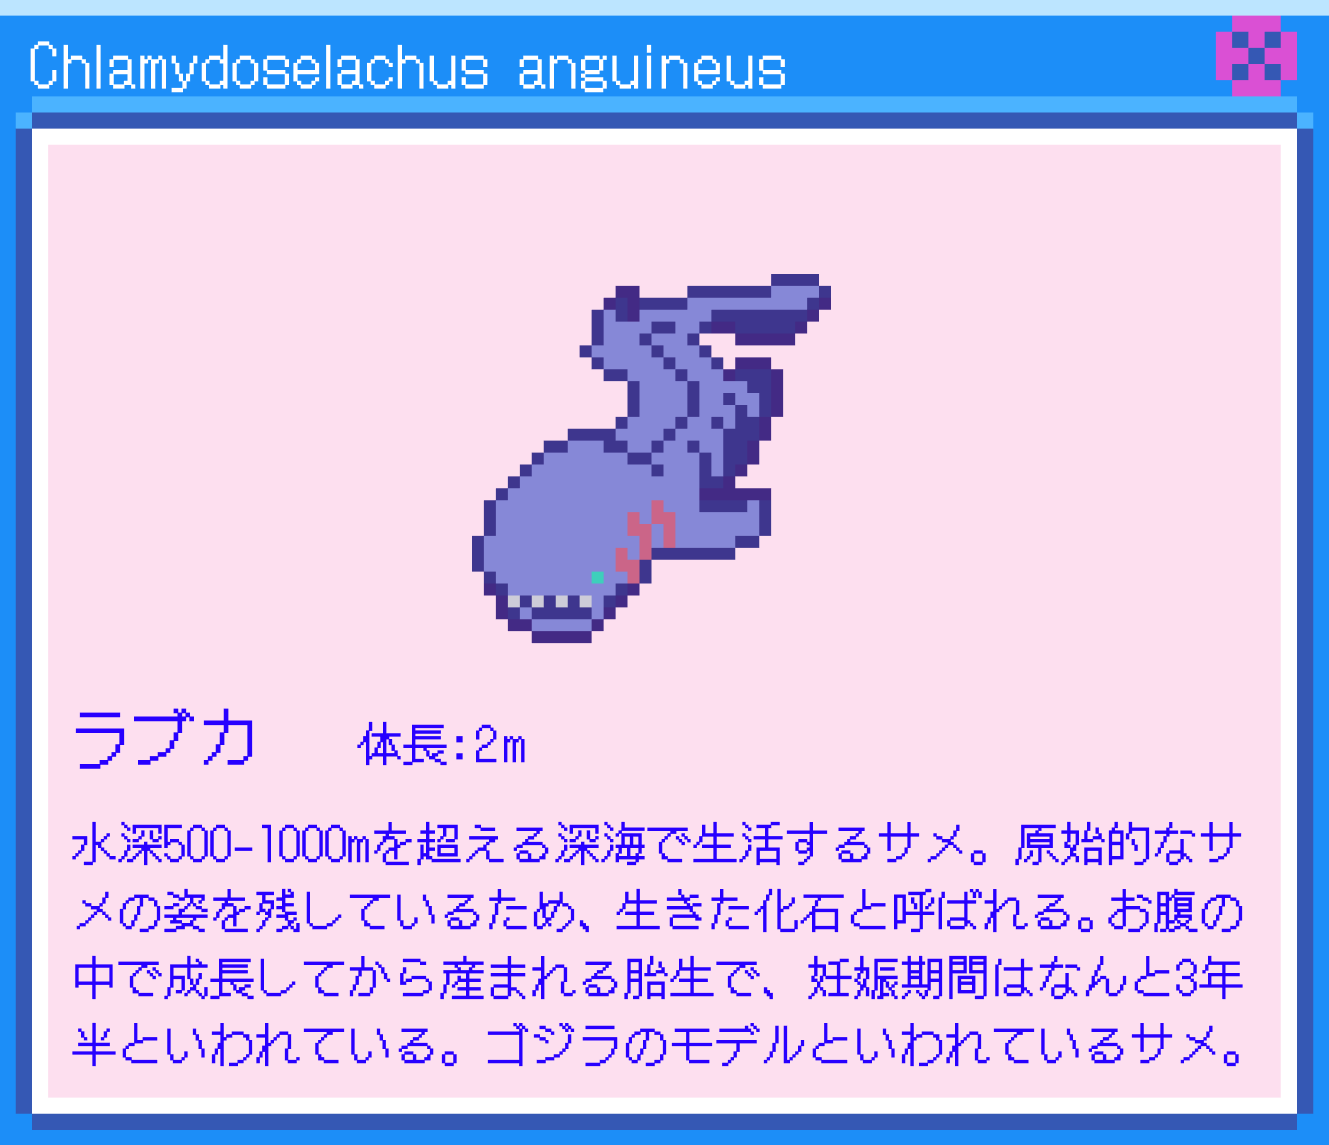 Chlamydoselachus anguineus
ラブカ 体長:2m
水深500-1000mを超える深海で生活するサメ。原始的なサ
メの姿を残しているため、生きた化石と呼ばれる。お腹の
中で成長してから産まれる胎生で、妊娠期間はなんと3年
半といわれている。ゴジラのモデルといわれているサメ。